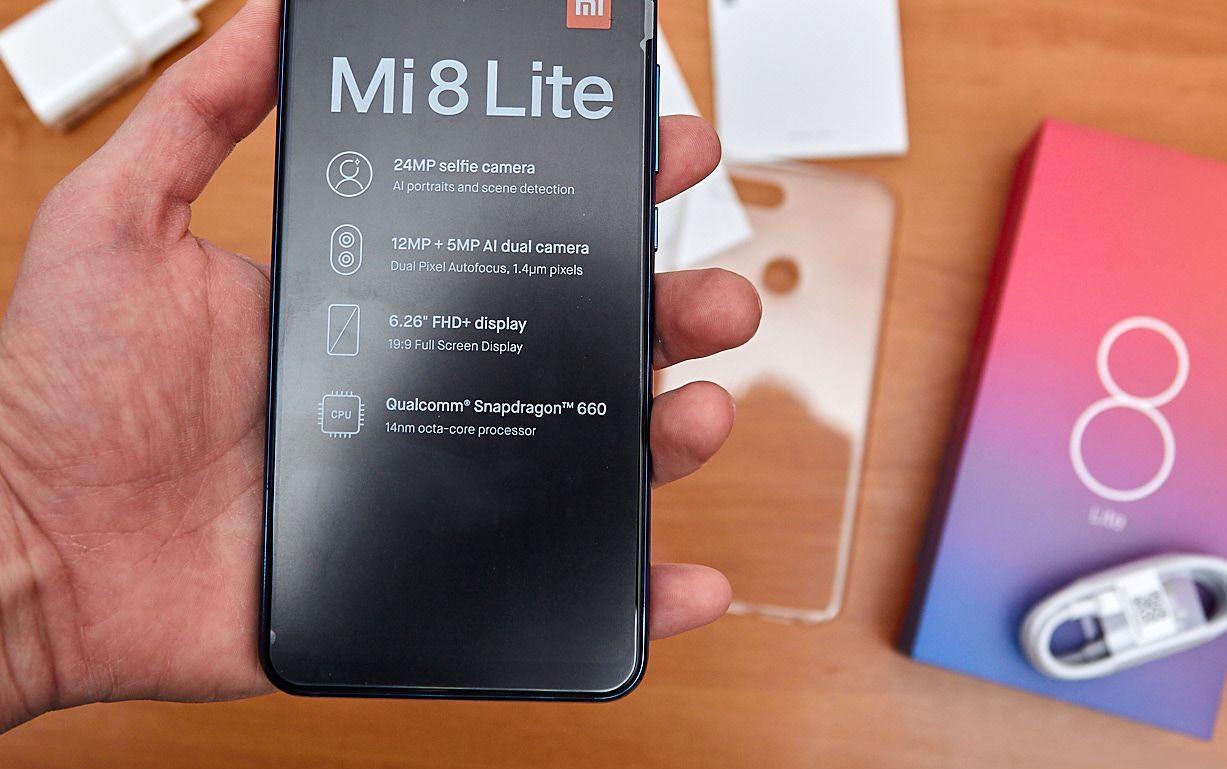 mi
Mi 8 Lite
24MP selfie camera
AI portraits and scene detection
12MP + 5MP AI dual camera
Dual Pixel Autofocus, 1.4μm pixels
6.26" FHD+ display
19:9 Full Screen Display
CPU
Qualcomm® Snapdragon™ 660
14nm octa-core processor
8
Lite